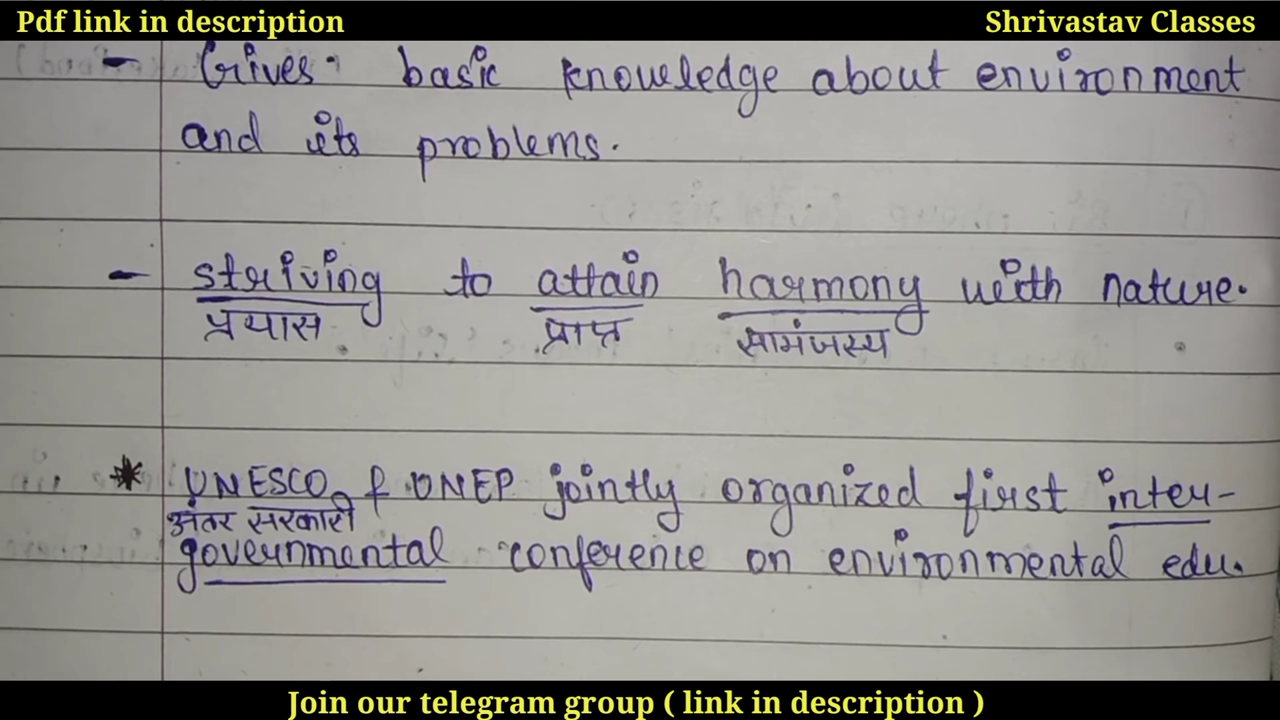 Pdf link in description
Shrivastav Classes
- Gives basic knowledge about environment
and its problems.
- striving to attain harmony with nature.
प्रयास प्राप्त सामंजस्य
* UNESCO & UNEP jointly organized first inter-
अंतर सरकारी
governmental conference on environmental edu.
Join our telegram group ( link in description )